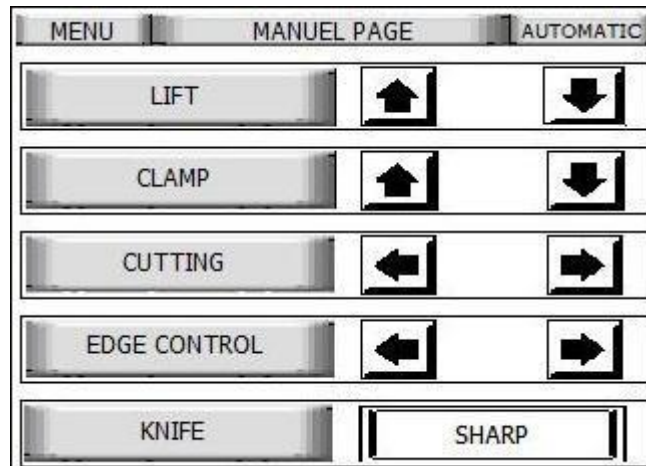 MENU MANUEL PAGE AUTOMATIC
LIFT
CLAMP
CUTTING
EDGE CONTROL
KNIFE SHARP